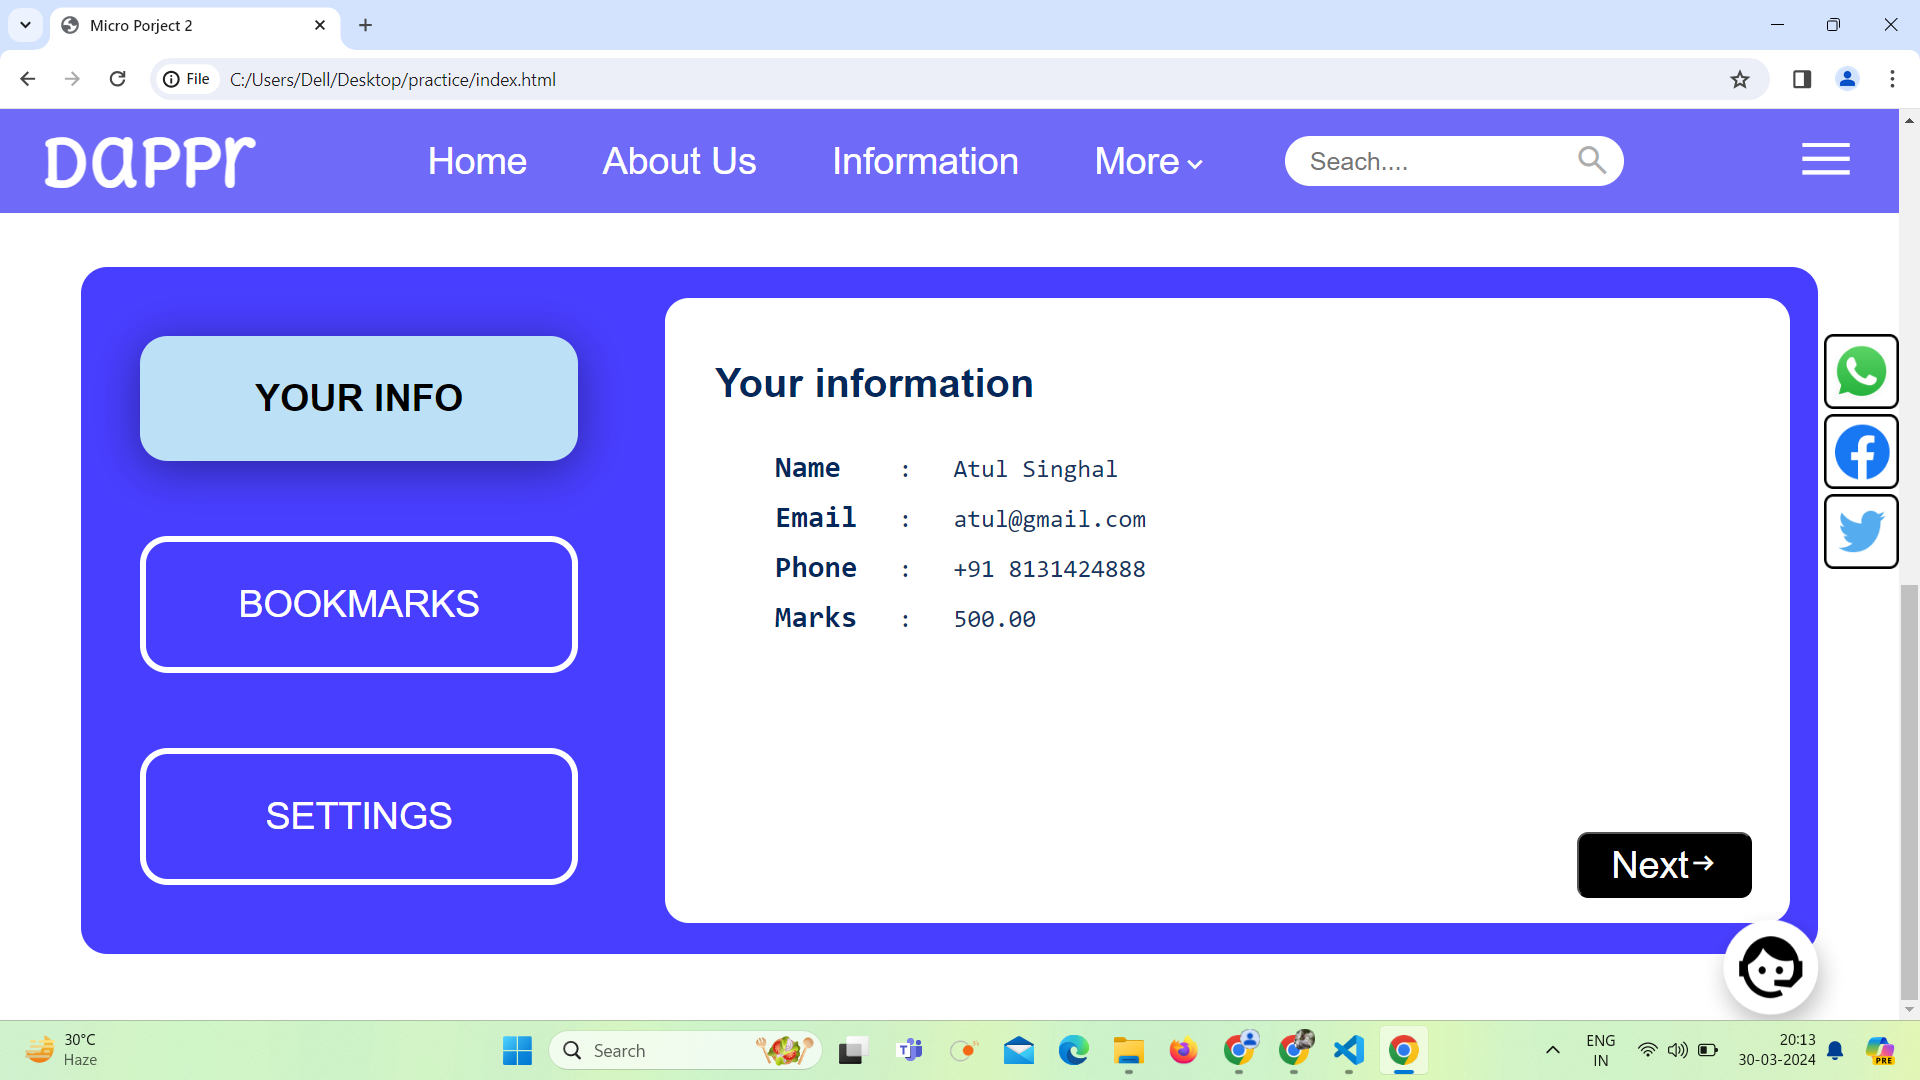 Micro Porject 2
File C:/Users/Dell/Desktop/practice/index.html
Dappr Home About Us Information More Seach....
YOUR INFO
BOOKMARKS
SETTINGS
Your information
Name : Atul Singhal
Email : atul@gmail.com
Phone : +91 8131424888
Marks : 500.00
Next→
30°C
Haze
Search
ENG
IN
20:13
30-03-2024
PRE